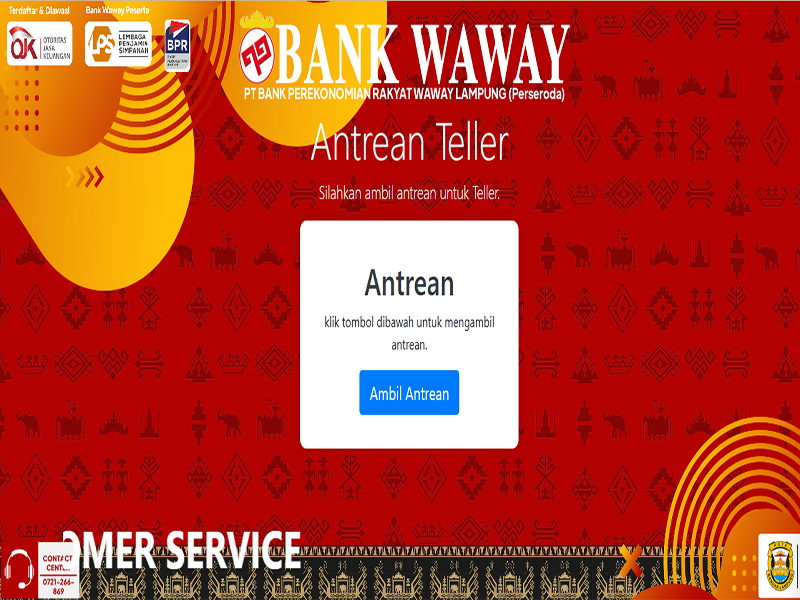 Terdaftar & Diawasi
Bank Waway Peserta
OJK
OTORITAS
JASA
KEUANGAN
LPS
LEMBAGA
PENJAMIN
SIMPANAN
BPR
BANK WAWAY
PT BANK PEREKONOMIAN RAKYAT WAWAY LAMPUNG (Perseroda)
Antrean Teller
Silahkan ambil antrean untuk Teller.
Antrean
klik tombol dibawah untuk mengambil
antrean.
Ambil Antrean
OMER SERVICE
CONTACT
CENT...
0721-266-
869